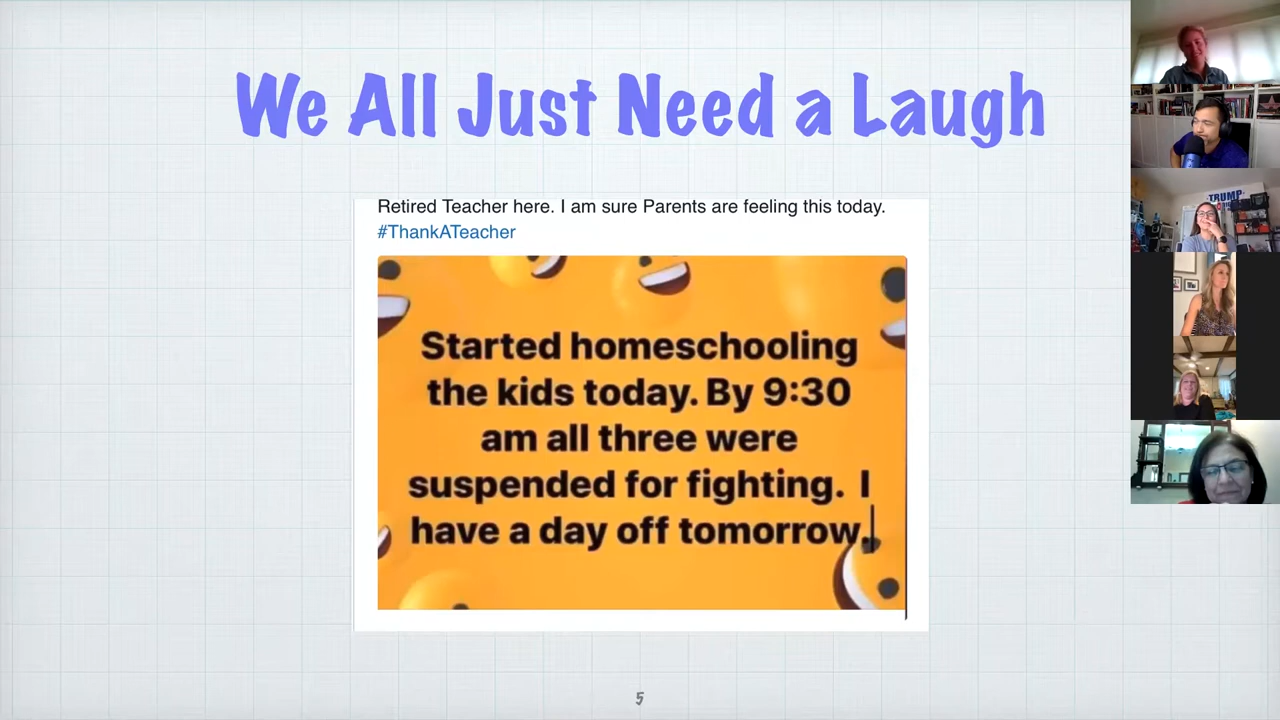 We All Just Need a Laugh
Retired Teacher here. I am sure Parents are feeling this today.
#ThankATeacher
Started homeschooling
the kids today. By 9:30
am all three were
suspended for fighting. I
have a day off tomorrow.
TRUMP
5